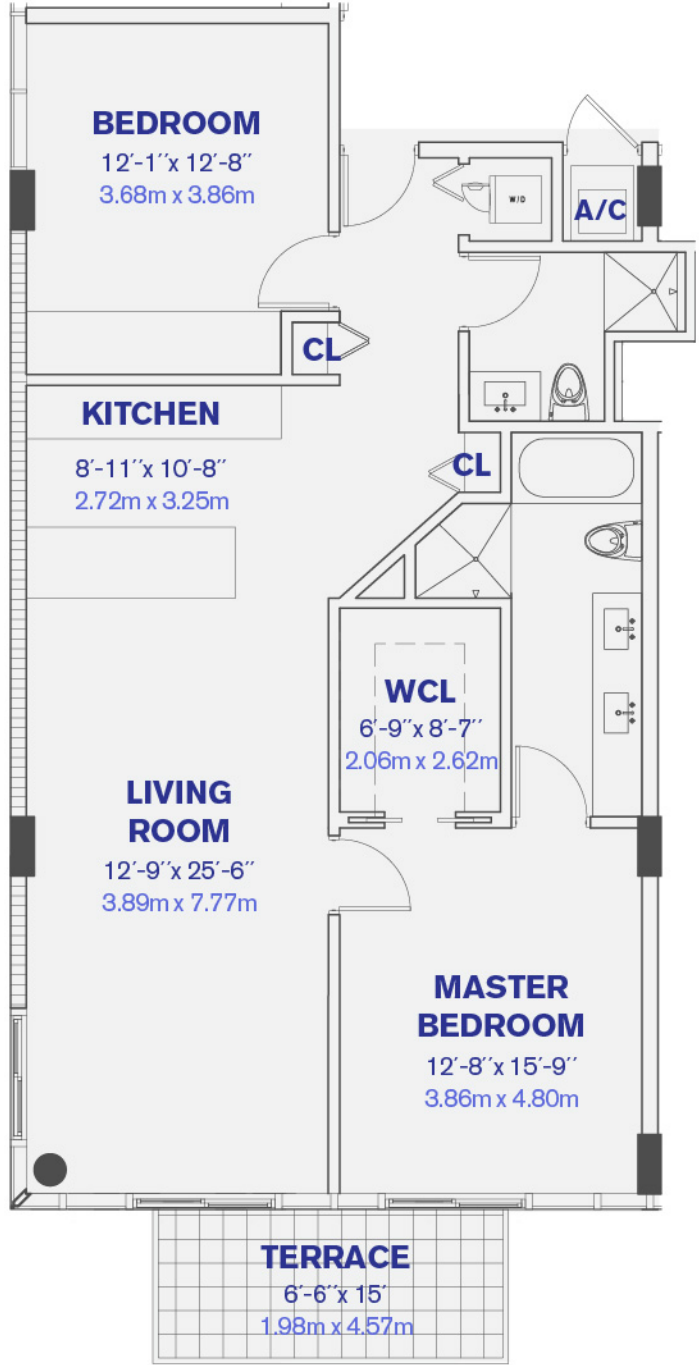 BEDROOM
12′-1′′x 12′-8′′
3.68m x 3.86m
W/D
A/C
CL
KITCHEN
8′-11′′x 10′-8′′
2.72m x 3.25m
CL
WCL
6′-9′′x 8′-7′′
2.06m x 2.62m
LIVING
ROOM
12′-9′′x 25′-6′′
3.89m x 7.77m
MASTER
BEDROOM
12′-8′′x 15′-9′′
3.86m x 4.80m
TERRACE
6′-6′′x 15′
1.98m x 4.57m